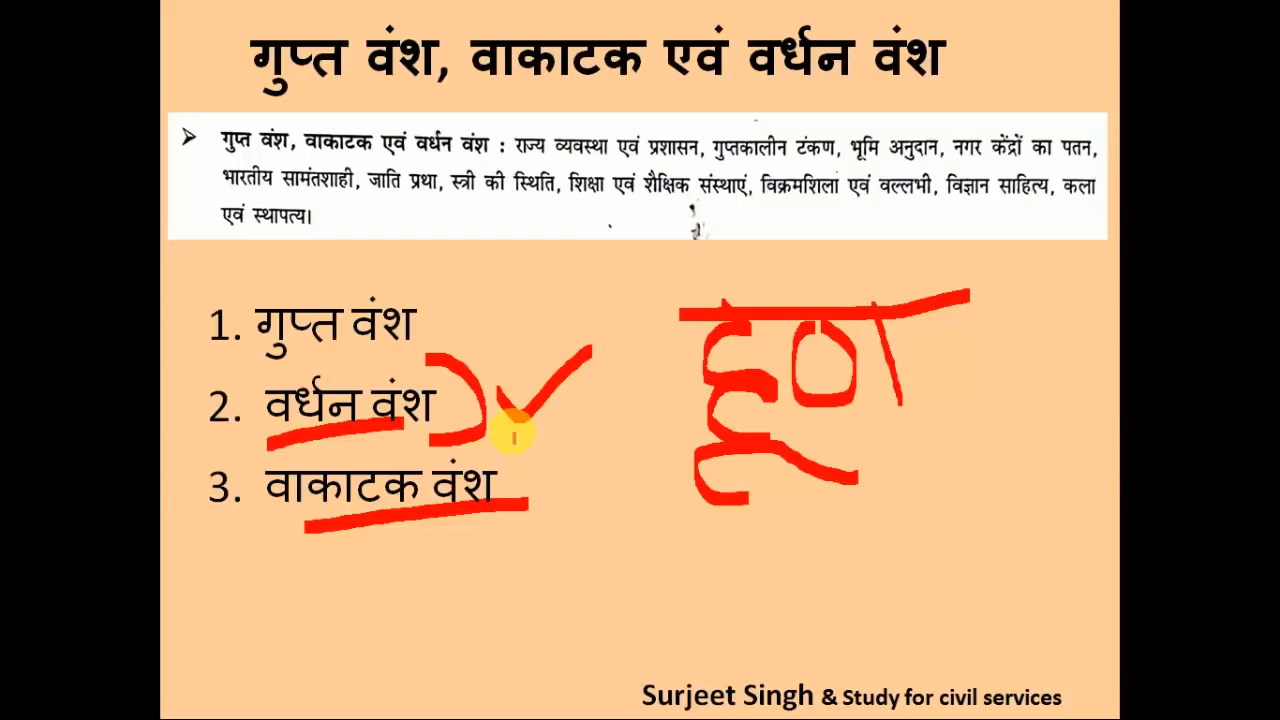 गुप्त वंश, वाकाटक एवं वर्धन वंश
➢ गुप्त वंश, वाकाटक एवं वर्धन वंश : राज्य व्यवस्था एवं प्रशासन, गुप्तकालीन टंकण, भूमि अनुदान, नगर केंद्रों का पतन,
भारतीय सामंतशाही, जाति प्रथा, स्त्री की स्थिति, शिक्षा एवं शैक्षिक संस्थाएं, विक्रमशिला एवं वल्लभी, विज्ञान साहित्य, कला
एवं स्थापत्य।
1. गुप्त वंश
2. वर्धन वंश
3. वाकाटक वंश
हूण
Surjeet Singh & Study for civil services